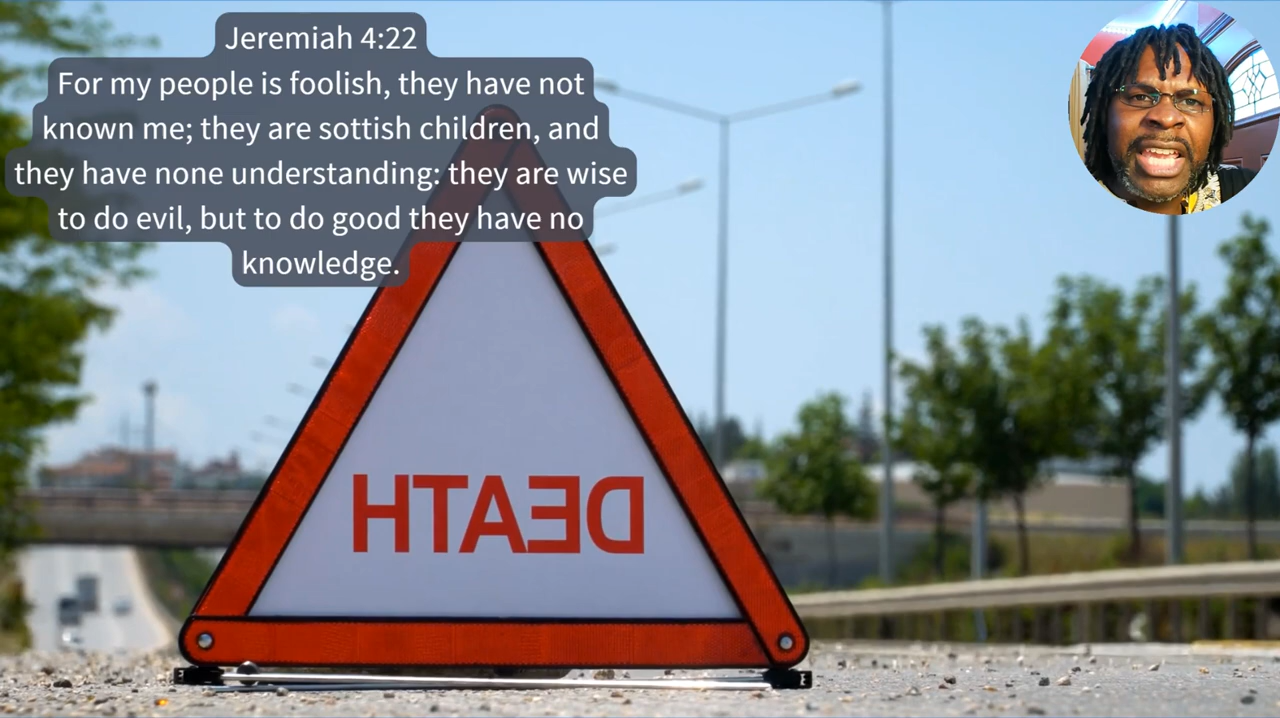 Jeremiah 4:22
For my people is foolish, they have not
known me; they are sottish children, and
they have none understanding: they are wise
to do evil, but to do good they have no
knowledge.
DEATH